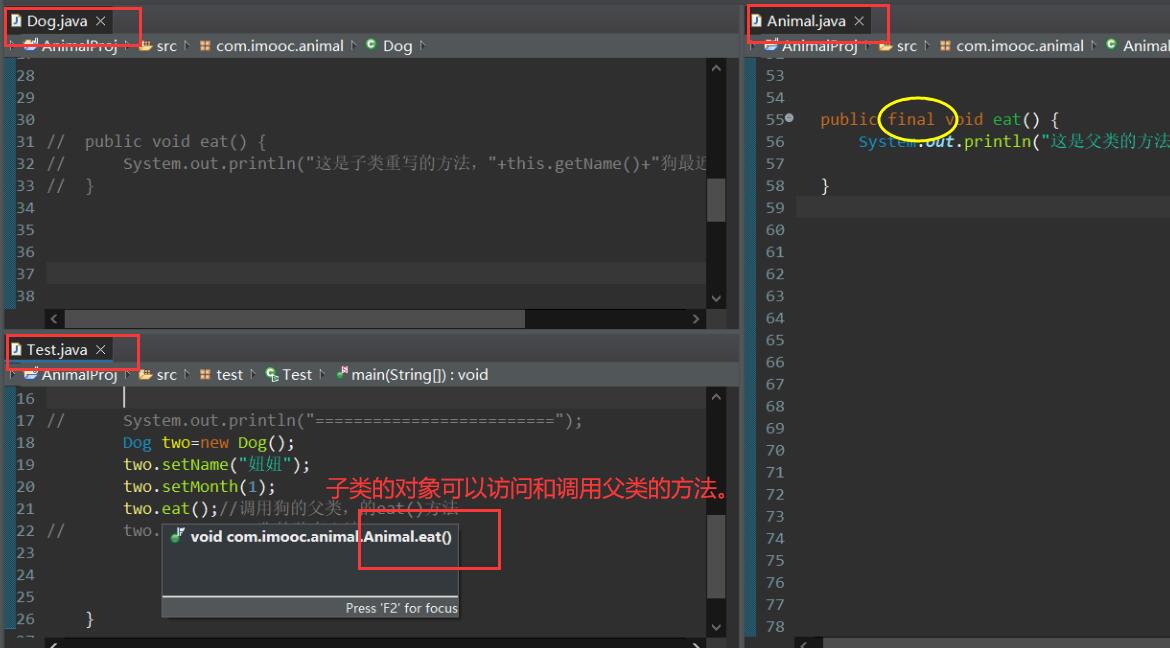 Dog.java
AnimalProj src com.imooc.animal Dog
28
29
30
31 // public void eat() {
32 // System.out.println("这是子类重写的方法，"+this.getName()+"狗最近
33 // }
34
35
36
37
38
Test.java
AnimalProj src test Test main(String[]) : void
16
17 // System.out.println("=========================");
18 Dog two=new Dog();
19 two.setName("妞妞");
20 two.setMonth(1);
子类的对象可以访问和调用父类的方法。
21 two.eat();//调用狗的父类，的eat()方法
22 // two.
void com.imooc.animal.Animal.eat()
23
24
25
Press 'F2' for focus
26 }
Animal.java
AnimalProj src com.imooc.animal Animal
53
54
55 public final void eat() {
56 System.out.println("这是父类的方法
57
58 }
59
60
61
62
63
64
65
66
67
68
69
70
71
72
73
74
75
76
77
78